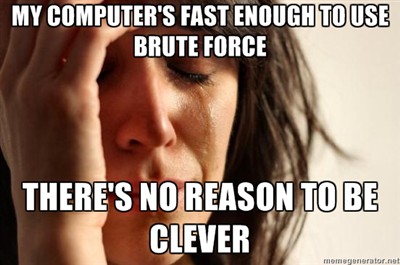 MY COMPUTER'S FAST ENOUGH TO USE
BRUTE FORCE
THERE'S NO REASON TO BE
CLEVER
memegenerator.net